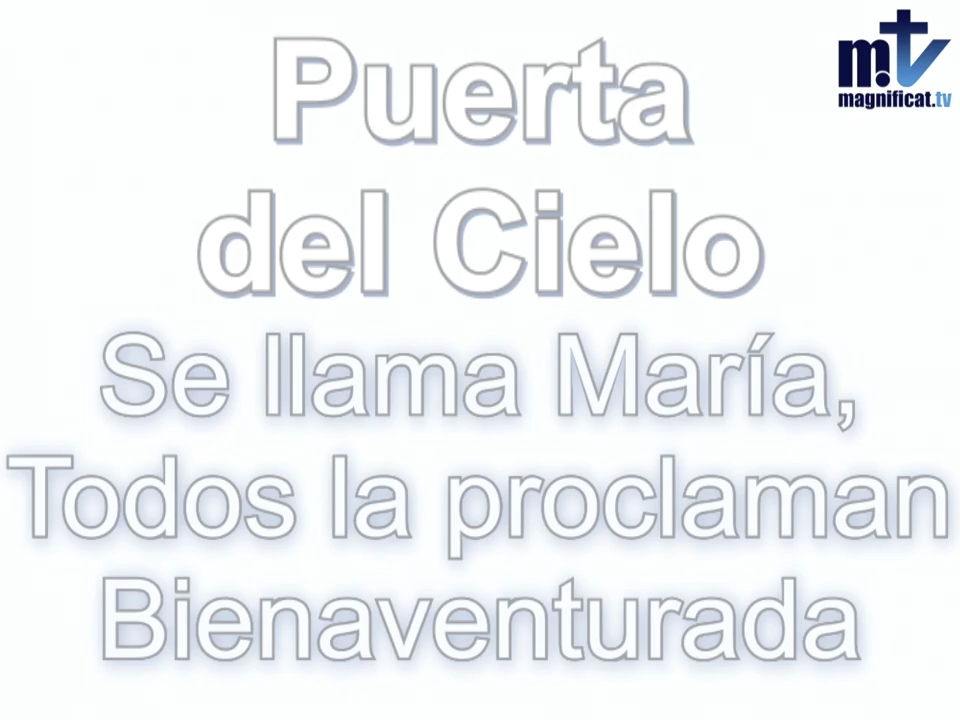 mtv
magnificat.tv
Puerta
del Cielo
Se llama María,
Todos la proclaman
Bienaventurada